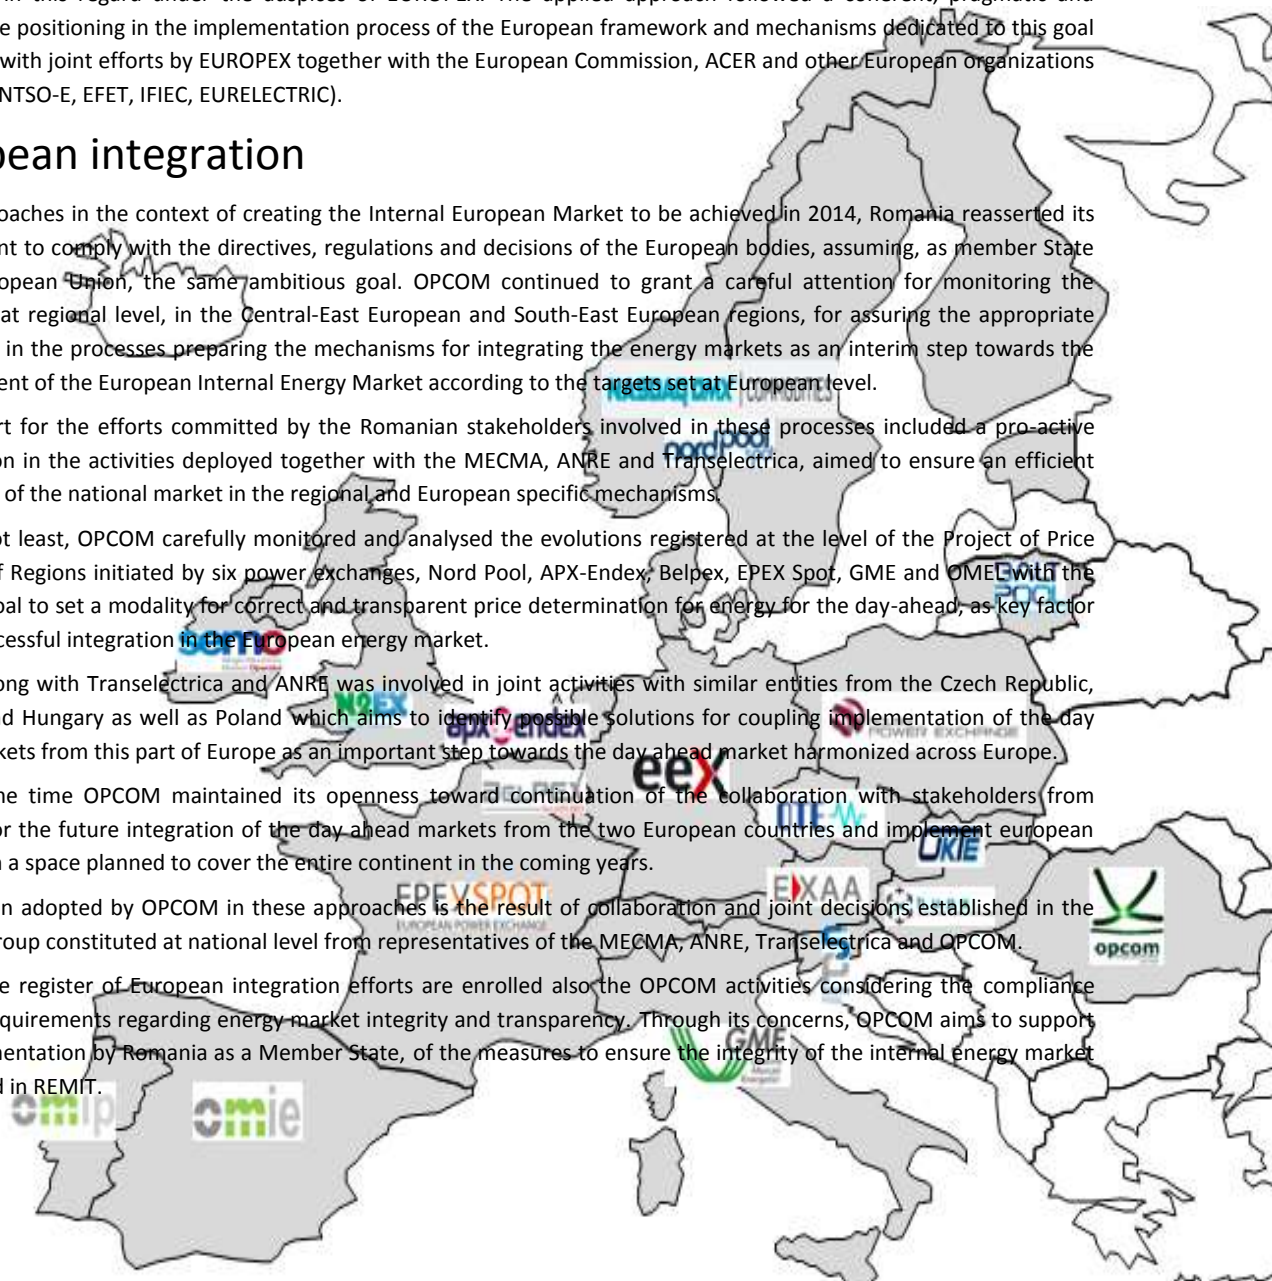 in this regard under the auspices of EUROPEX. The applied approach followed a coherent, pragmatic and
e positioning in the implementation process of the European framework and mechanisms dedicated to this goal
with joint efforts by EUROPEX together with the European Commission, ACER and other European organizations
NTSO-E, EFET, IFIEC, EURELECTRIC).
pean integration
oaches in the context of creating the Internal European Market to be achieved in 2014, Romania reasserted its
nt to comply with the directives, regulations and decisions of the European bodies, assuming, as member State
opean Union, the same ambitious goal. OPCOM continued to grant a careful attention for monitoring the
at regional level, in the Central-East European and South-East European regions, for assuring the appropriate
in the processes preparing the mechanisms for integrating the energy markets as an interim step towards the
ent of the European Internal Energy Market according to the targets set at European level.
NASDAQ OMX | COMMODITIES
rt for the efforts committed by the Romanian stakeholders involved in these processes included a pro-active
nord pool
on in the activities deployed together with the MECMA, ANRE and Transelectrica, aimed to ensure an efficient
of the national market in the regional and European specific mechanisms.
ot least, OPCOM carefully monitored and analysed the evolutions registered at the level of the Project of Price
f Regions initiated by six power exchanges, Nord Pool, APX-Endex, Belpex, EPEX Spot, GME and OMEL with the
POOL
oal to set a modality for correct and transparent price determination for energy for the day-ahead, as key factor
cessful integration in the European energy market.
semo
ong with Transelectrica and ANRE was involved in joint activities with similar entities from the Czech Republic,
N2EX
nd Hungary as well as Poland which aims to identify possible solutions for coupling implementation of the day
apx endex
POWER EXCHANGE
kets from this part of Europe as an important step towards the day ahead market harmonized across Europe.
eex
BELPEX
he time OPCOM maintained its openness toward continuation of the collaboration with stakeholders from
OTE
or the future integration of the day ahead markets from the two European countries and implement european
OKTE
n a space planned to cover the entire continent in the coming years.
EXAA
EPEXSPOT
EUROPEAN POWER EXCHANGE
n adopted by OPCOM in these approaches is the result of collaboration and joint decisions established in the
roup constituted at national level from representatives of the MECMA, ANRE, Transelectrica and OPCOM.
opcom
e register of European integration efforts are enrolled also the OPCOM activities considering the compliance
equirements regarding energy market integrity and transparency. Through its concerns, OPCOM aims to support
GME
mentation by Romania as a Member State, of the measures to ensure the integrity of the internal energy market
d in REMIT.
omip
omie